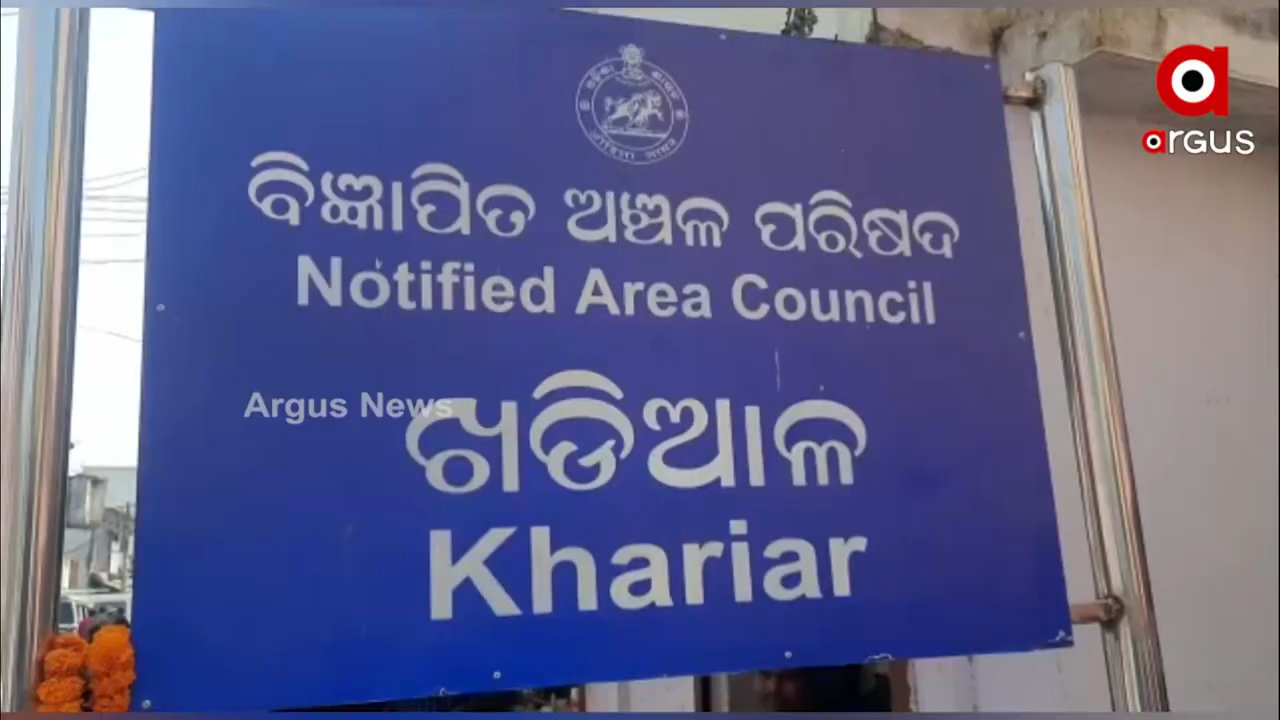 ବିଜ୍ଞାପିତ ଅଞ୍ଚଳ ପରିଷଦ
Notified Area Council
ଖଡିଆଳ
Khariar
Argus News
a
argus